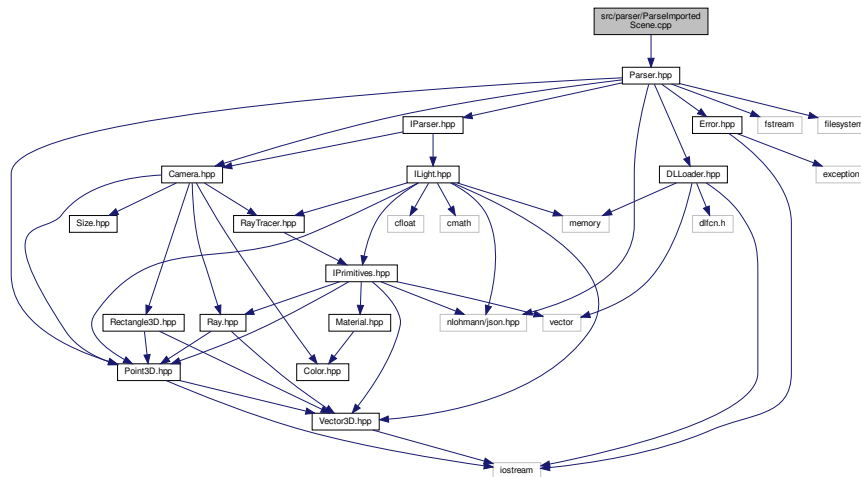 src/parser/ParseImported
Scene.cpp
Parser.hpp
IParser.hpp
Error.hpp
fstream
filesystem
Camera.hpp
ILight.hpp
DLLoader.hpp
exception
Size.hpp
RayTracer.hpp
cfloat
cmath
memory
dlfcn.h
IPrimitives.hpp
Rectangle3D.hpp
Ray.hpp
Material.hpp
nlohmann/json.hpp
vector
Point3D.hpp
Color.hpp
Vector3D.hpp
iostream